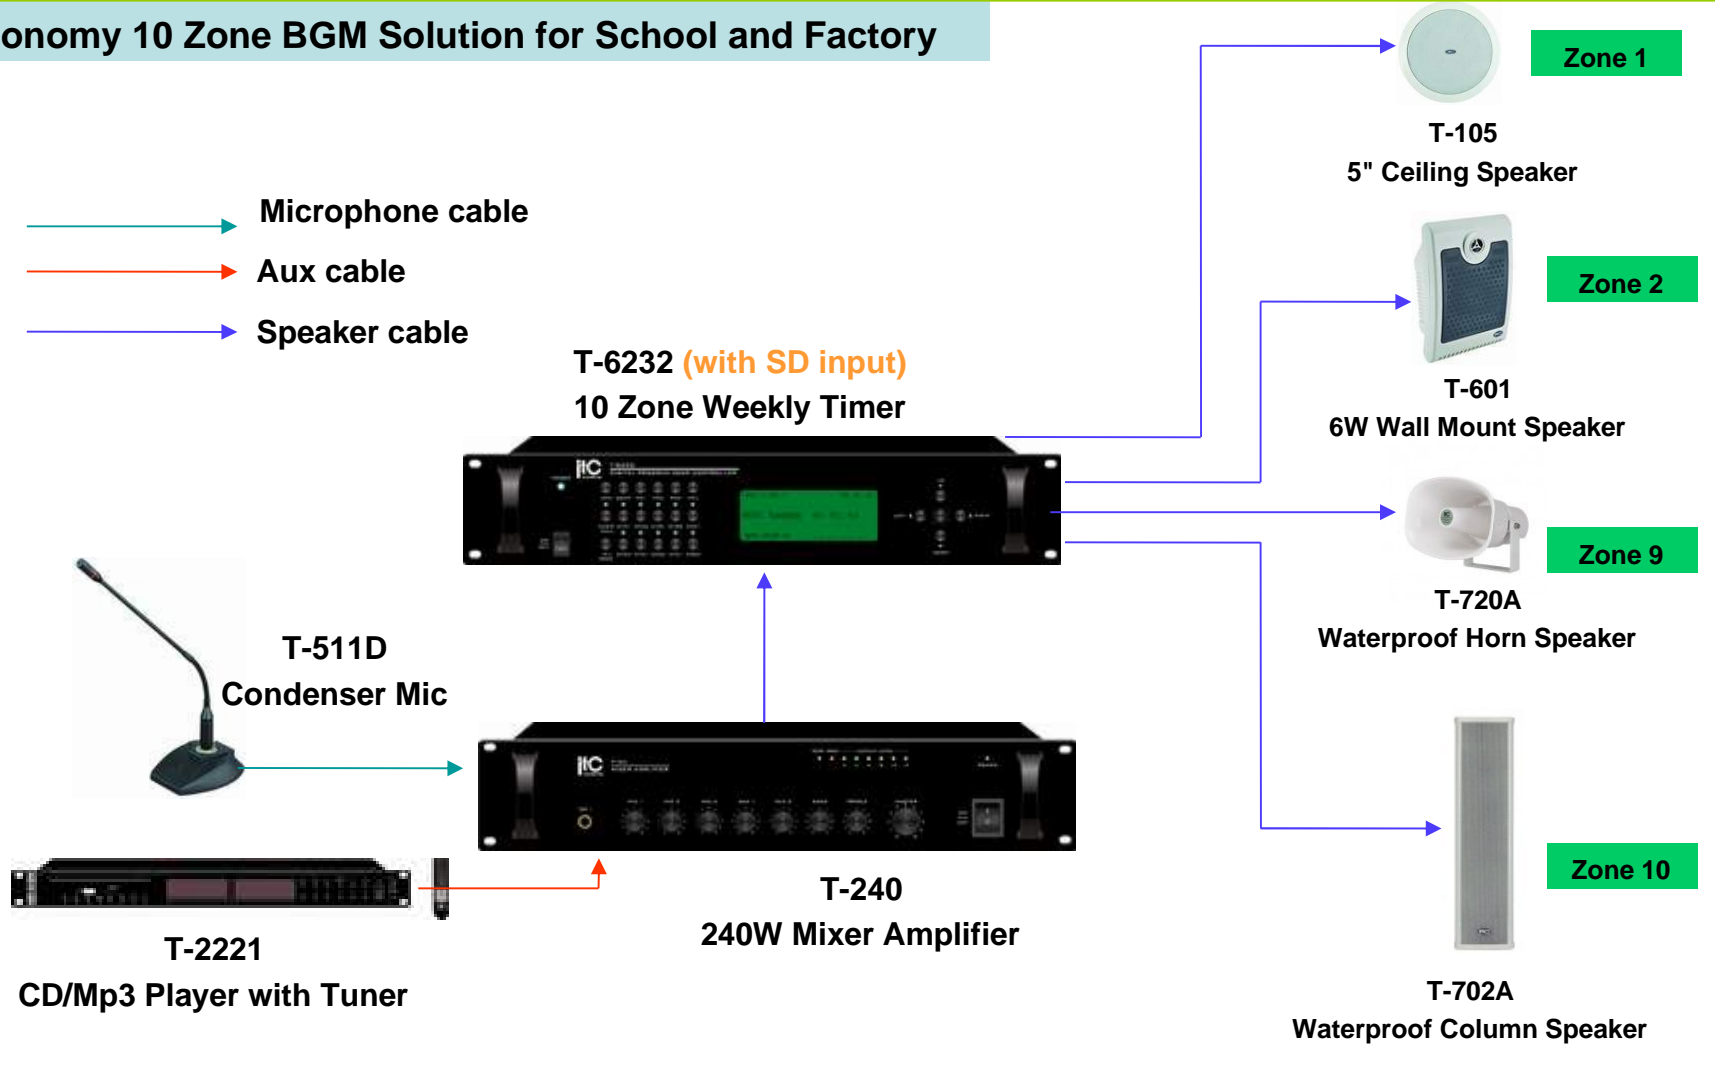 onomy 10 Zone BGM Solution for School and Factory
Zone 1
T-105
5" Ceiling Speaker
Microphone cable
Aux cable
Speaker cable
Zone 2
T-601
6W Wall Mount Speaker
T-6232 (with SD input)
10 Zone Weekly Timer
itC
Zone 9
T-720A
Waterproof Horn Speaker
T-511D
Condenser Mic
itC
Zone 10
T-240
240W Mixer Amplifier
T-2221
CD/Mp3 Player with Tuner
T-702A
Waterproof Column Speaker